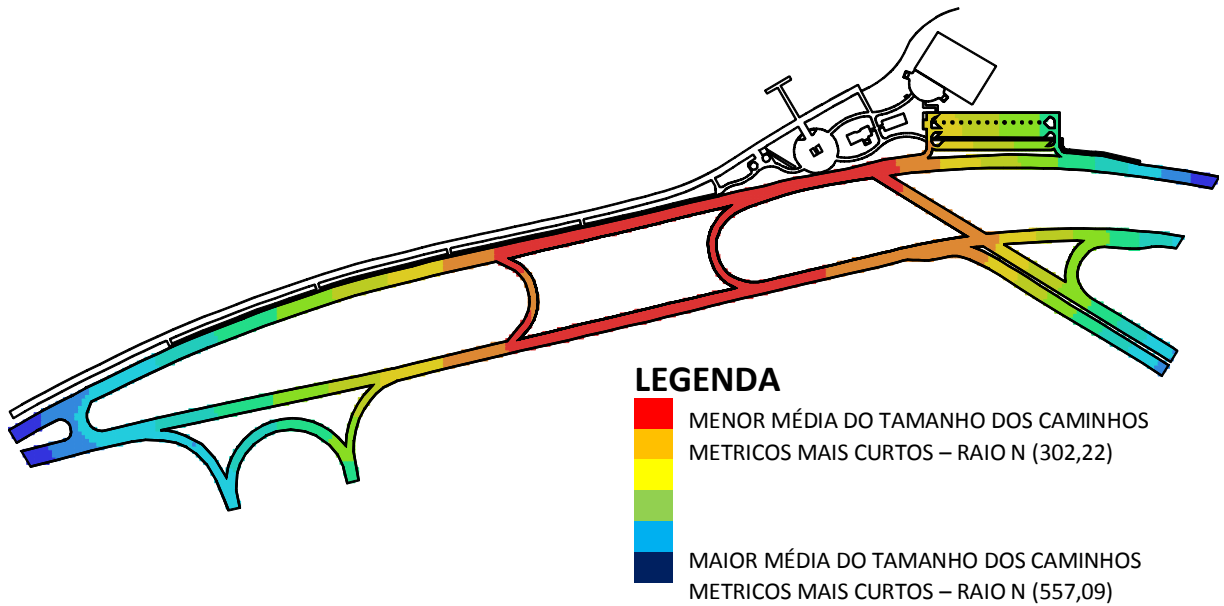 LEGENDA
MENOR MÉDIA DO TAMANHO DOS CAMINHOS
METRICOS MAIS CURTOS – RAIO N (302,22)
MAIOR MÉDIA DO TAMANHO DOS CAMINHOS
METRICOS MAIS CURTOS – RAIO N (557,09)